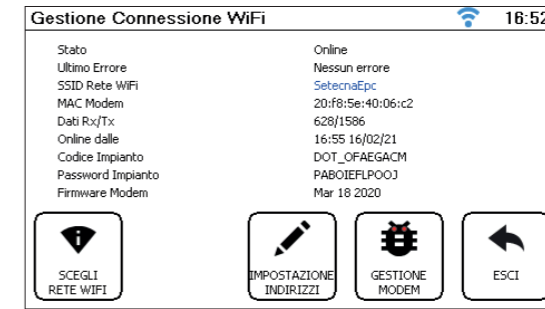 Gestione Connessione WiFi 16:52
Stato Online
Ultimo Errore Nessun errore
SSID Rete WiFi SetecnaEpc
MAC Modem 20:f8:5e:40:06:c2
Dati Rx/Tx 628/1586
Online dalle 16:55 16/02/21
Codice Impianto DOT_OFAEGACM
Password Impianto PABOIEFLPOOJ
Firmware Modem Mar 18 2020
SCEGLI
RETE WIFI
IMPOSTAZIONE
INDIRIZZI
GESTIONE
MODEM
ESCI